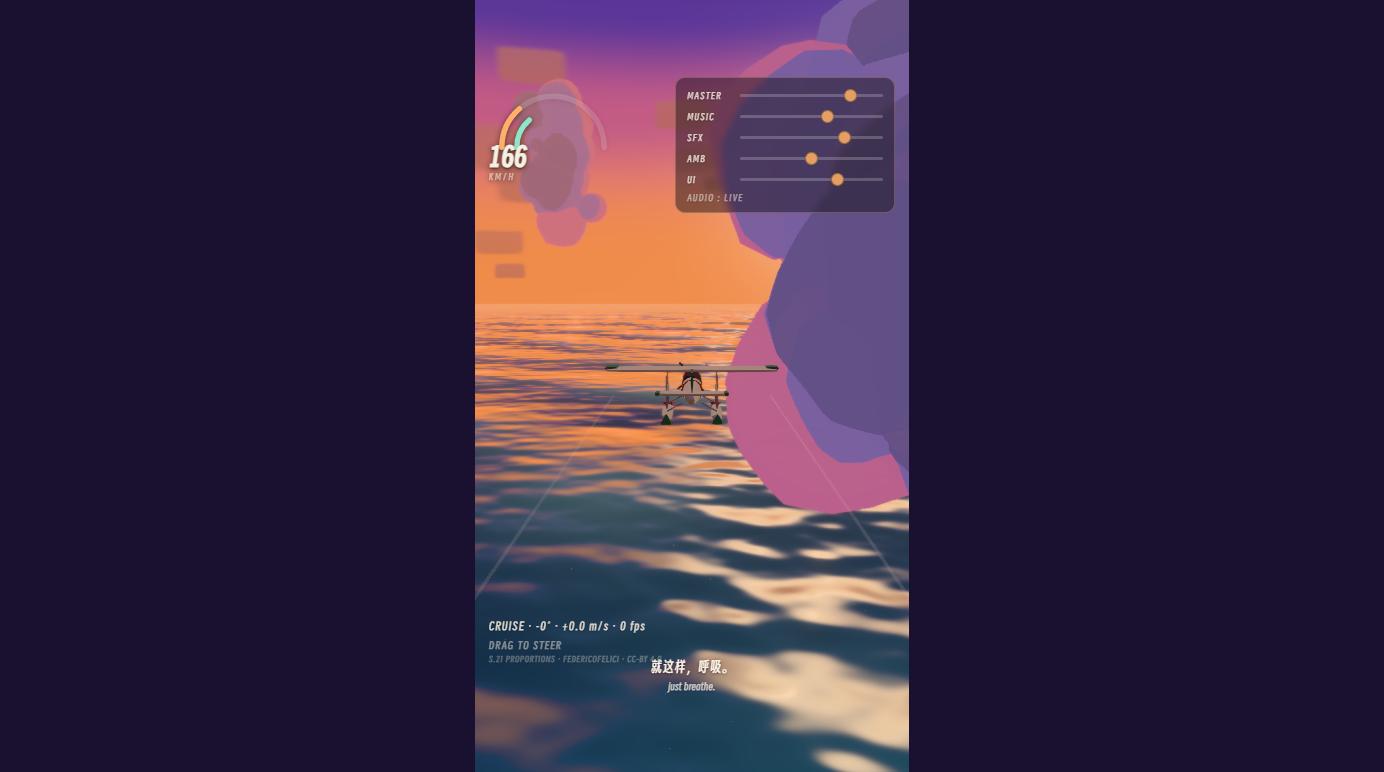 MASTER
MUSIC
SFX
AMB
UI
AUDIO : LIVE
166
KM/H
CRUISE · -0° · +0.0 m/s · 0 fps
DRAG TO STEER
S.21 PROPORTIONS · FEDERICOFELICI · CC-BY
就这样，呼吸。
just breathe.